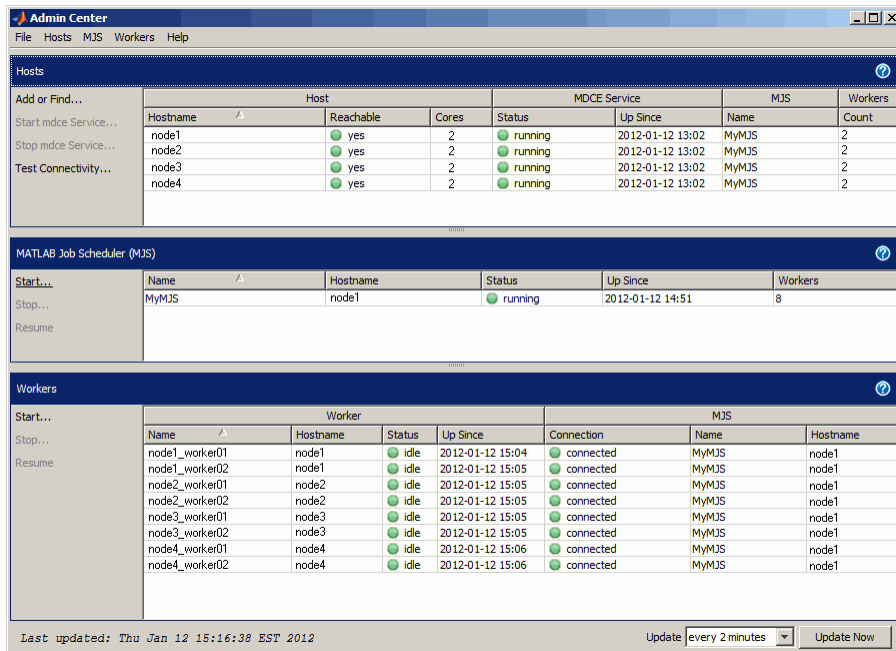 Admin Center
File Hosts MJS Workers Help
Hosts
Add or Find...
Start mdce Service...
Stop mdce Service...
Test Connectivity...
Host MDCE Service MJS Workers
Hostname Reachable Cores Status Up Since Name Count
node1 yes 2 running 2012-01-12 13:02 MyMJS 2
node2 yes 2 running 2012-01-12 13:02 MyMJS 2
node3 yes 2 running 2012-01-12 13:02 MyMJS 2
node4 yes 2 running 2012-01-12 13:02 MyMJS 2
MATLAB Job Scheduler (MJS)
Start...
Stop...
Resume
Name Hostname Status Up Since Workers
MyMJS node1 running 2012-01-12 14:51 8
Workers
Start...
Stop...
Resume
Worker MJS
Name Hostname Status Up Since Connection Name Hostname
node1_worker01 node1 idle 2012-01-12 15:04 connected MyMJS node1
node1_worker02 node1 idle 2012-01-12 15:05 connected MyMJS node1
node2_worker01 node2 idle 2012-01-12 15:05 connected MyMJS node1
node2_worker02 node2 idle 2012-01-12 15:05 connected MyMJS node1
node3_worker01 node3 idle 2012-01-12 15:05 connected MyMJS node1
node3_worker02 node3 idle 2012-01-12 15:05 connected MyMJS node1
node4_worker01 node4 idle 2012-01-12 15:06 connected MyMJS node1
node4_worker02 node4 idle 2012-01-12 15:06 connected MyMJS node1
Last updated: Thu Jan 12 15:16:38 EST 2012
Update every 2 minutes Update Now